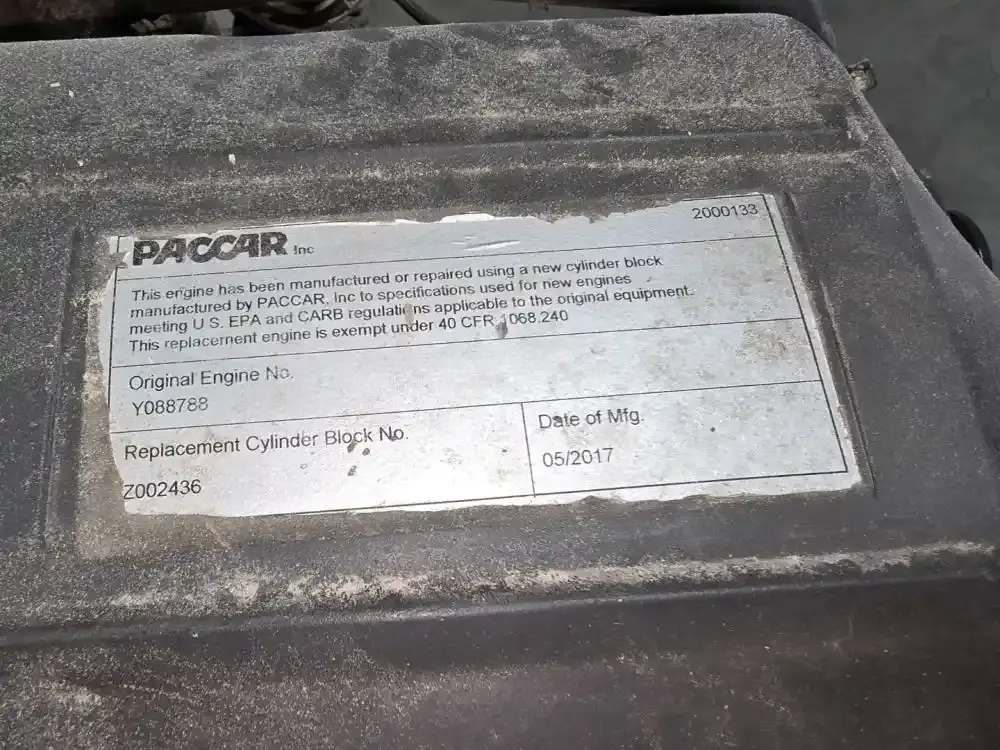 PACCAR Inc
2000133
This engine has been manufactured or repaired using a new cylinder block
manufactured by PACCAR, Inc to specifications used for new engines
meeting U S. EPA and CARB regulations applicable to the original equipment.
This replacement engine is exempt under 40 CFR 1068.240
Original Engine No.
Y088788
Replacement Cylinder Block No.
Z002436
Date of Mfg.
05/2017